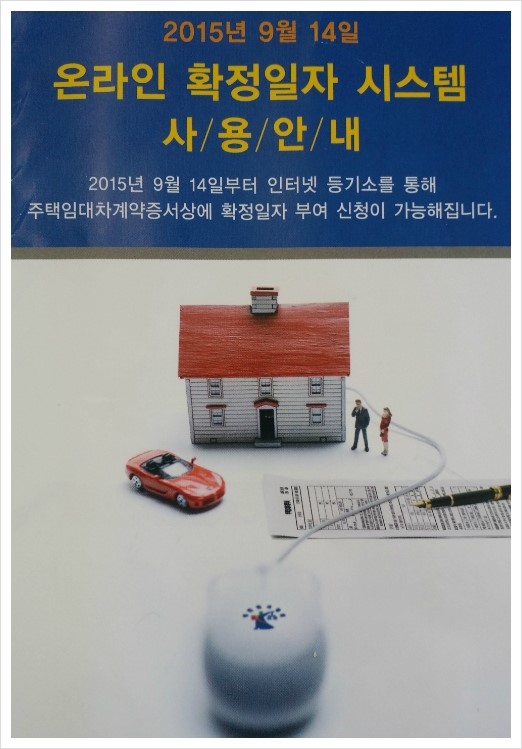 2015년 9월 14일
온라인 확정일자 시스템
사/용/안/내
2015년 9월 14일부터 인터넷 등기소를 통해
주택임대차계약증서상에 확정일자 부여 신청이 가능해집니다.